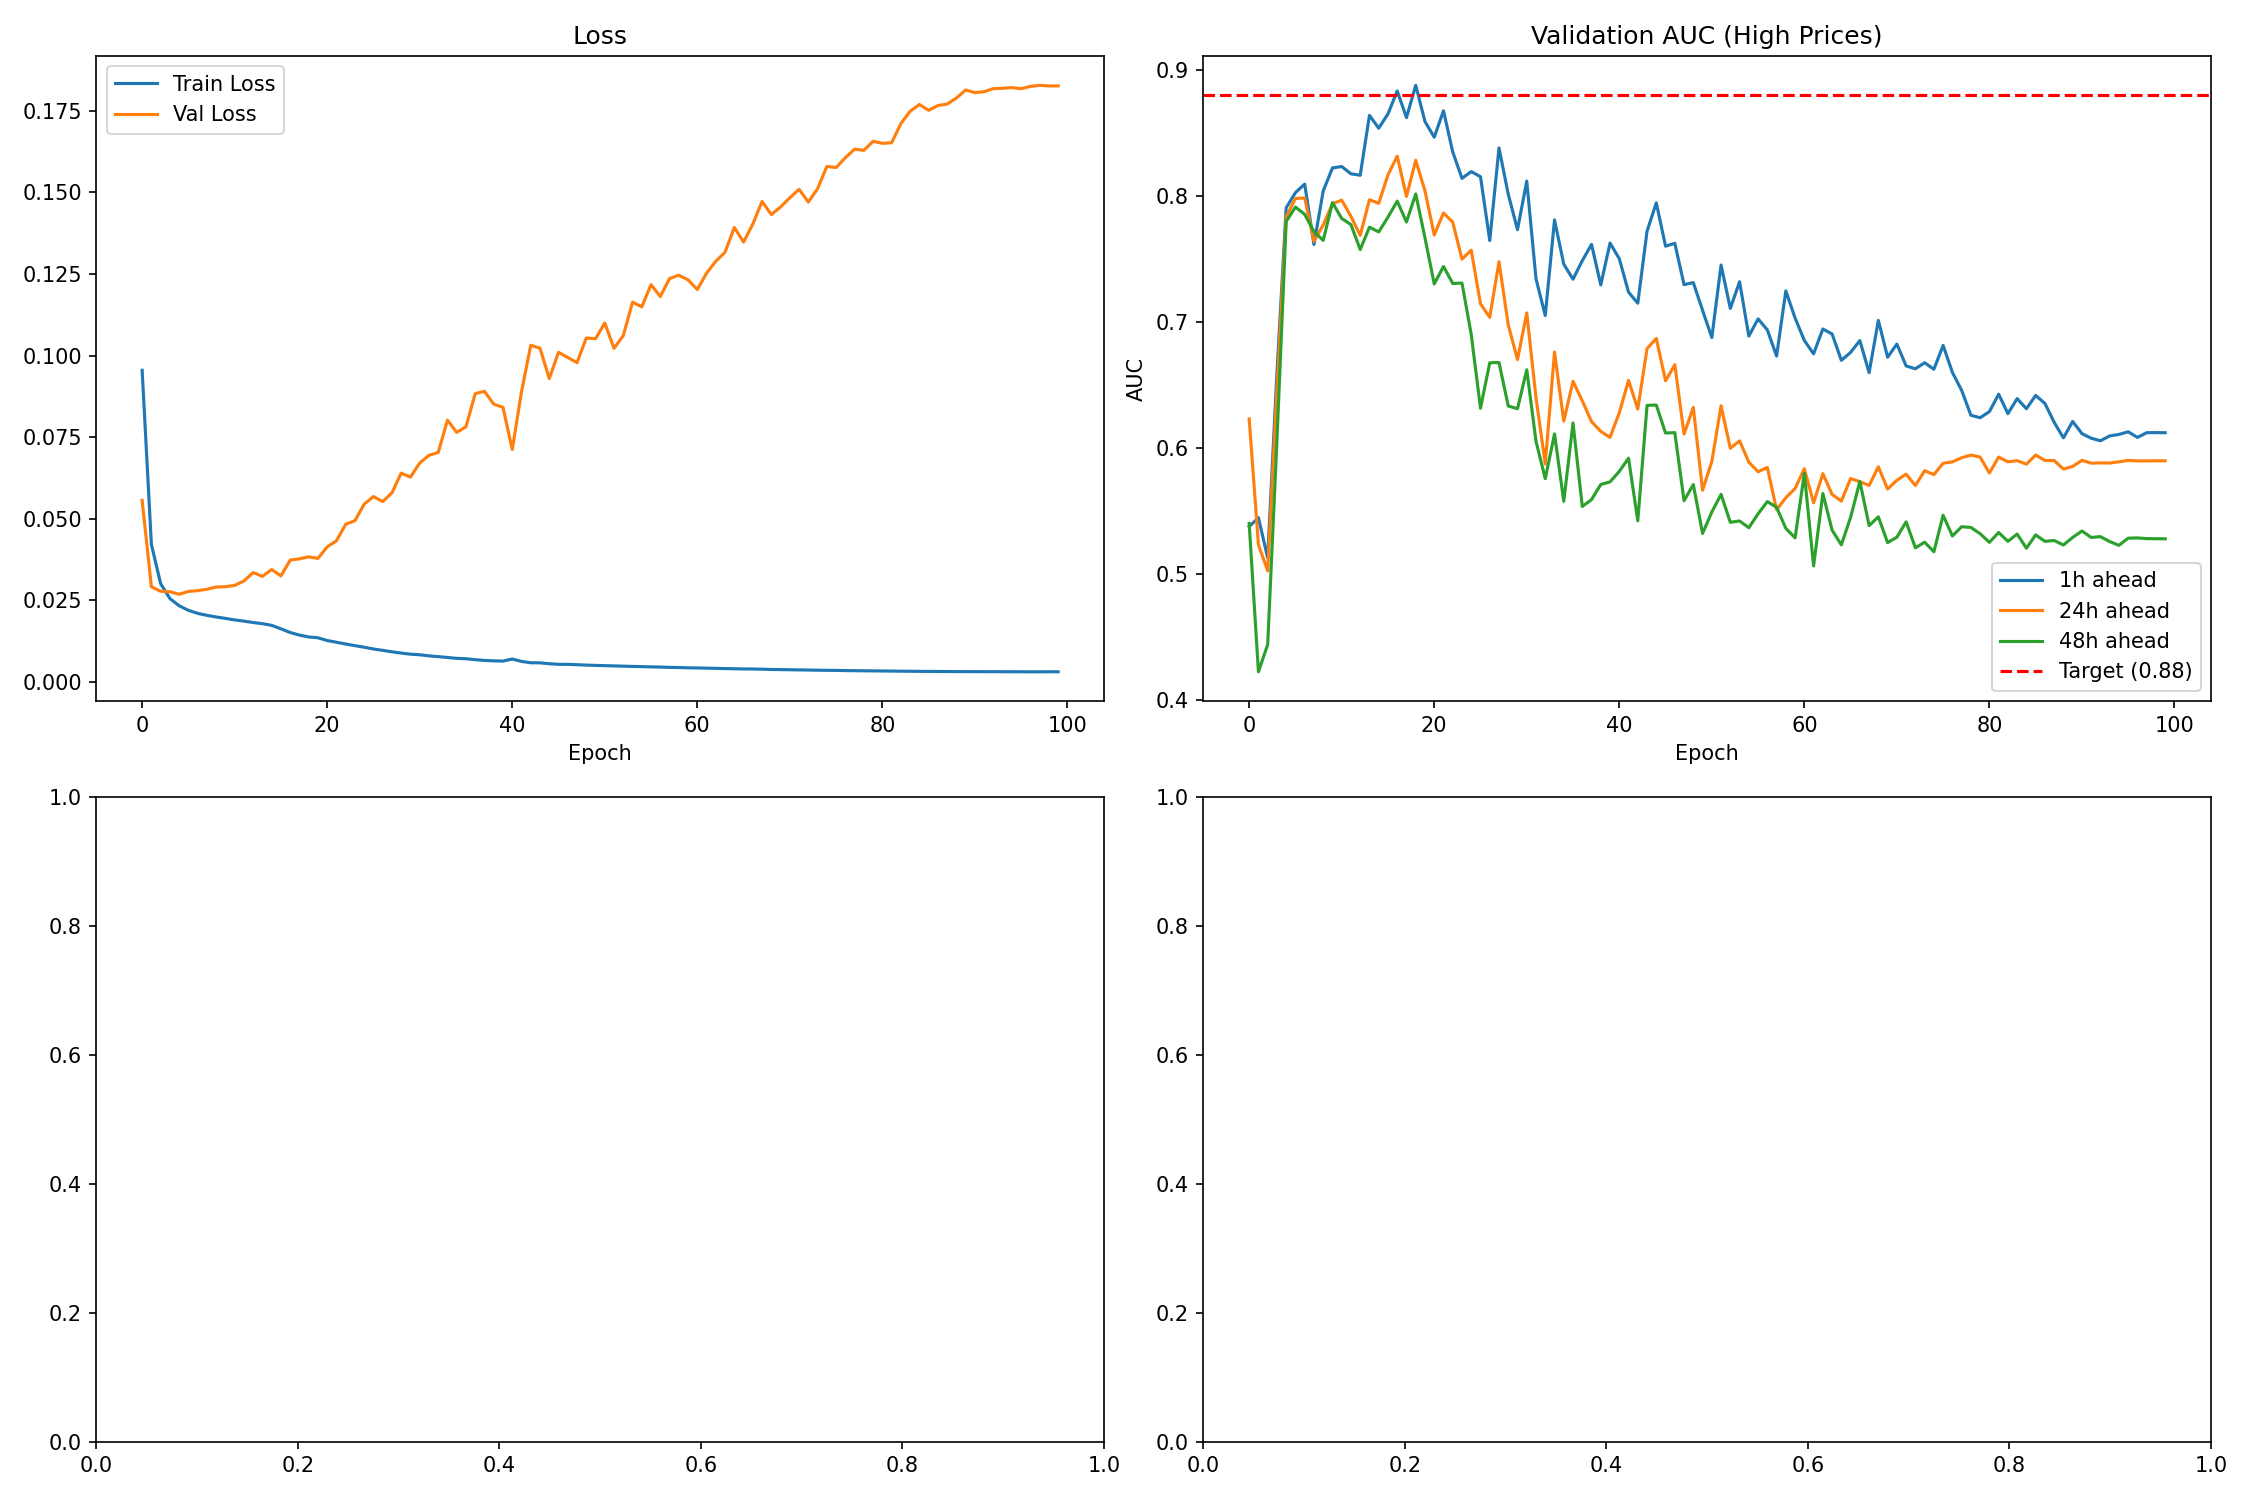 Loss
Train Loss
Val Loss
0.175
0.150
0.125
0.100
0.075
0.050
0.025
0.000
0 20 40 60 80 100
Epoch
Validation AUC (High Prices)
AUC
0.9
0.8
0.7
0.6
0.5
0.4
1h ahead
24h ahead
48h ahead
Target (0.88)
0 20 40 60 80 100
Epoch
1.0
0.8
0.6
0.4
0.2
0.0
0.0 0.2 0.4 0.6 0.8 1.0
1.0
0.8
0.6
0.4
0.2
0.0
0.0 0.2 0.4 0.6 0.8 1.0